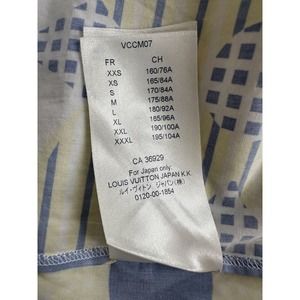 VCCM07
FR CH
XXS 160/76A
XS 165/84A
S 170/84A
M 175/88A
L 180/92A
XL 185/96A
XXL 190/100A
XXXL 195/104A
CA 36929
For Japan only:
LOUIS VUITTON JAPAN K.K.
ルイ・ヴィトン ジャパン(株)
0120-00-1854